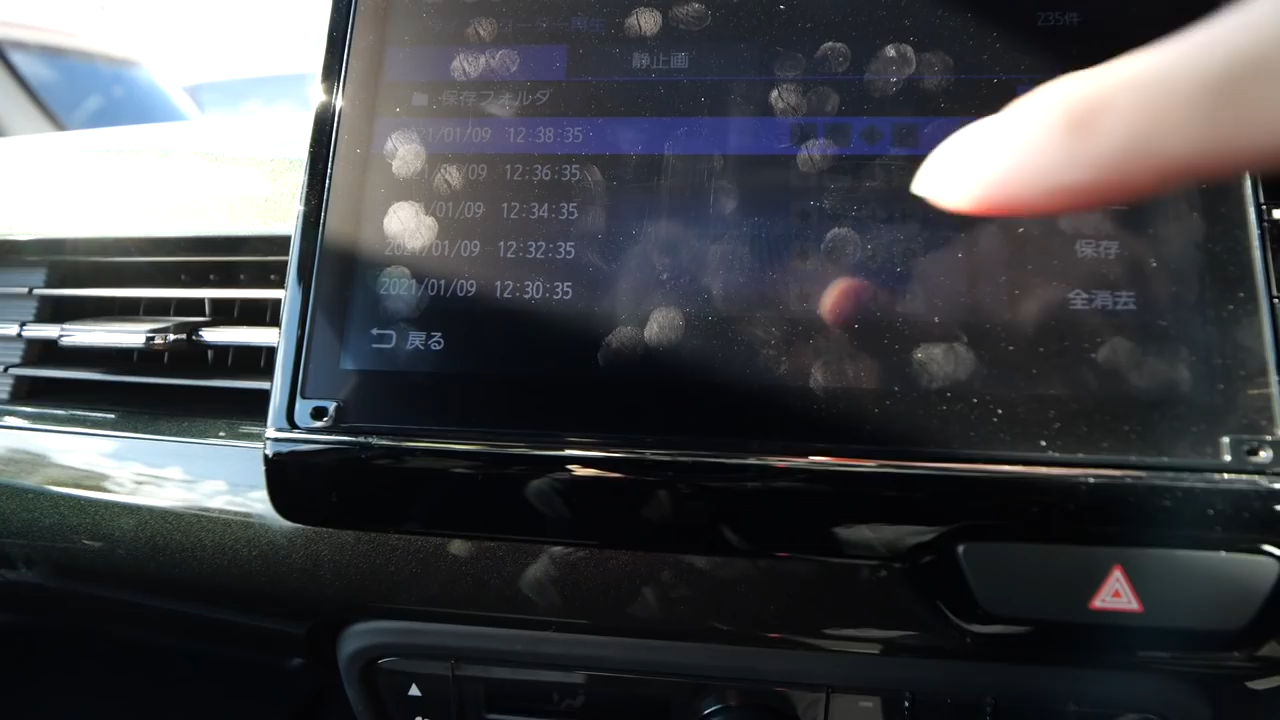 ーダー再生
235件
静止画
保存フォルダ
21/01/09 12:38:35
21/01/09 12:36:35
/01/09 12:34:35
2021/01/09 12:32:35
2021/01/09 12:30:35
保存
全消去
戻る